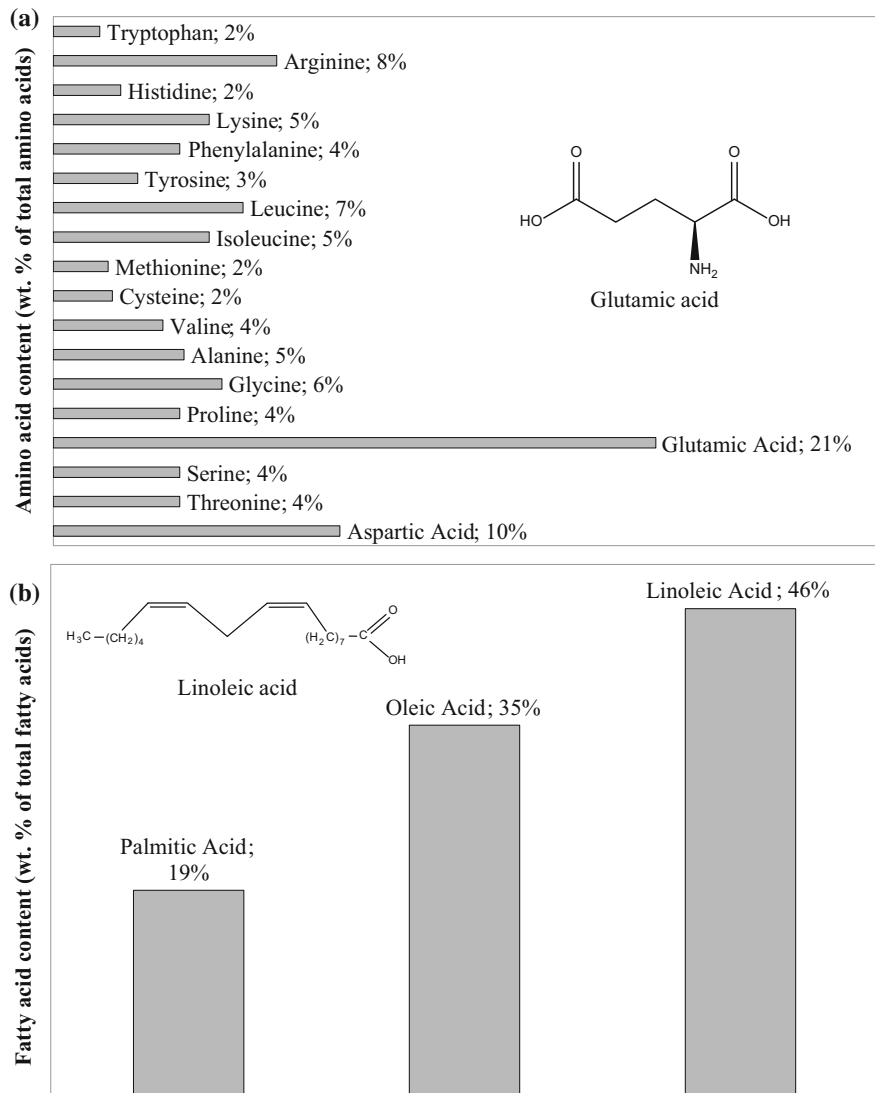 (a)
Amino acid content (wt. % of total amino acids)
Tryptophan; 2%
Arginine; 8%
Histidine; 2%
Lysine; 5%
Phenylalanine; 4%
Tyrosine; 3%
Leucine; 7%
Isoleucine; 5%
Methionine; 2%
Cysteine; 2%
Valine; 4%
Alanine; 5%
Glycine; 6%
Proline; 4%
Glutamic Acid; 21%
Serine; 4%
Threonine; 4%
Aspartic Acid; 10%
O
O
HO
OH
NH₂
Glutamic acid
(b)
Fatty acid content (wt. % of total fatty acids)
H₃C—(CH₂)₄
(H₂C)₇—C
O
OH
Linoleic acid
Palmitic Acid;
19%
Oleic Acid; 35%
Linoleic Acid; 46%